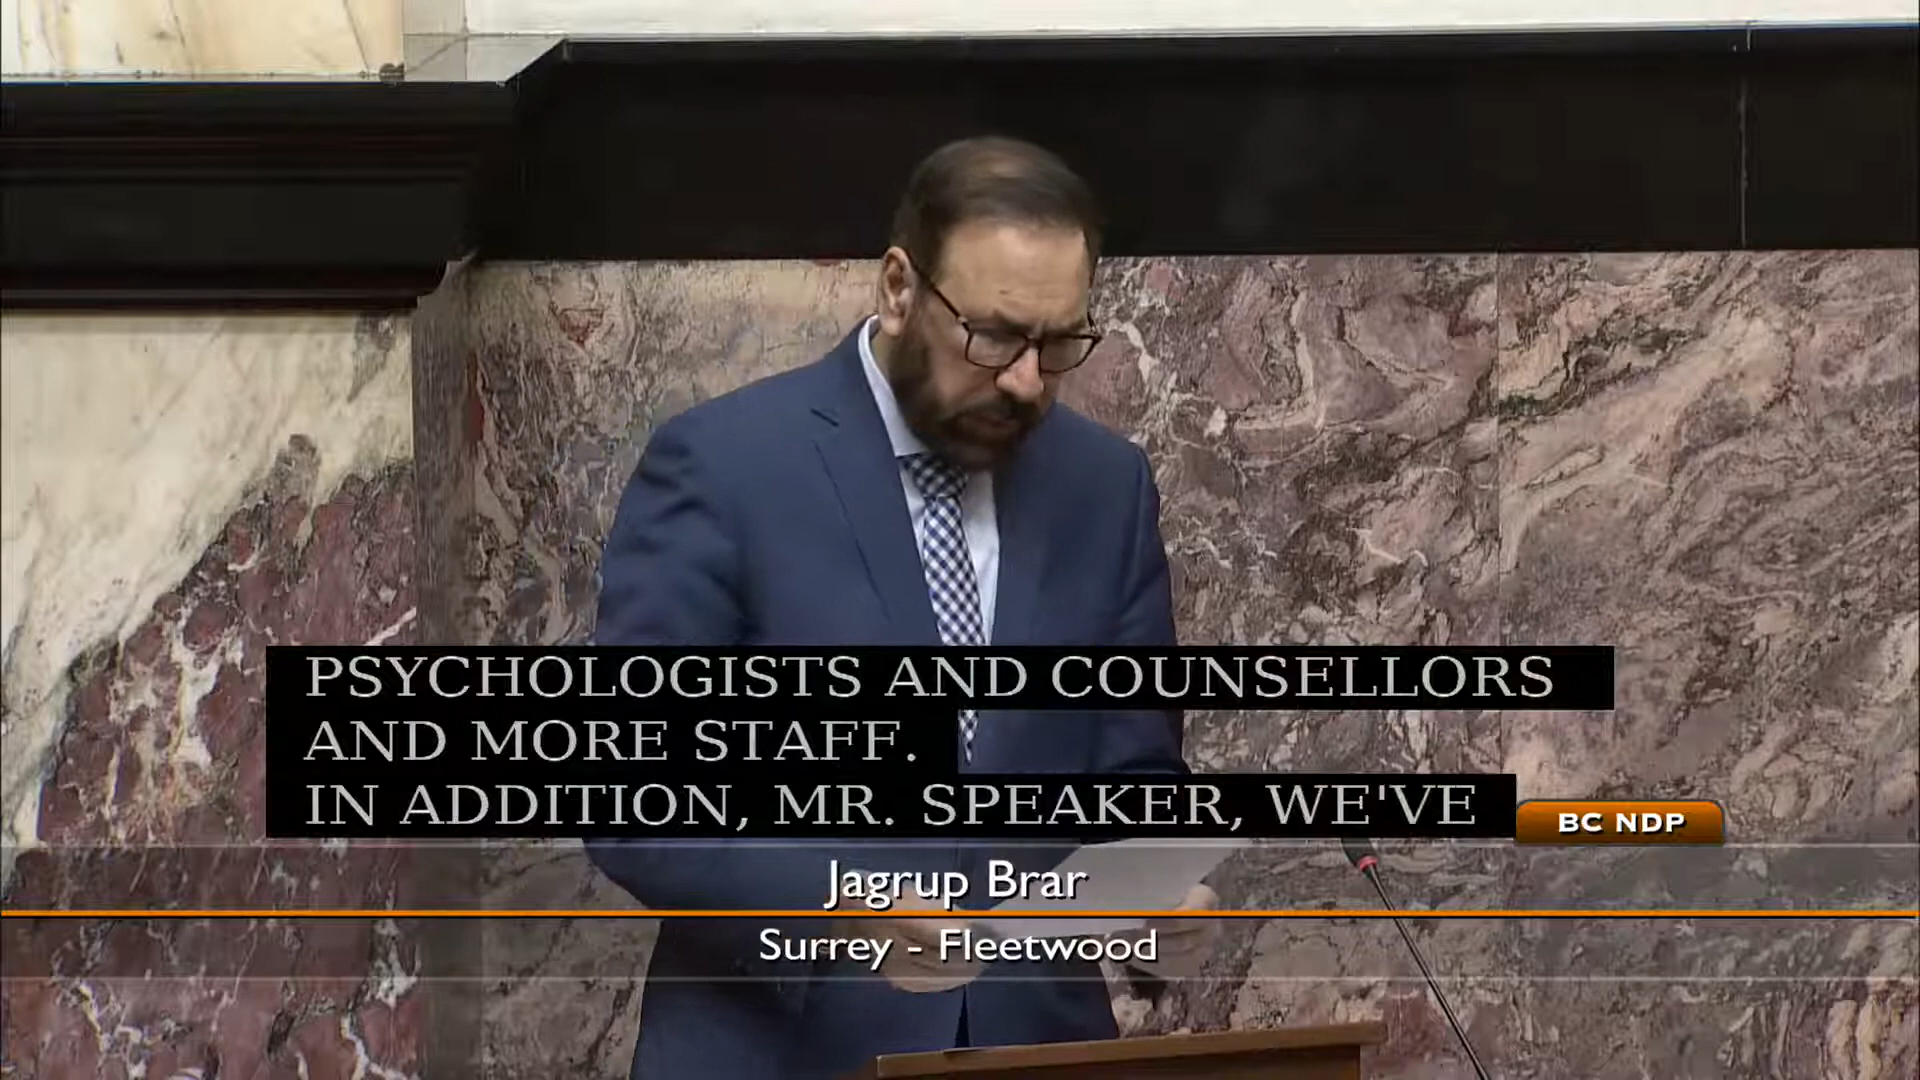 PSYCHOLOGISTS AND COUNSELLORS
AND MORE STAFF.
IN ADDITION, MR. SPEAKER, WE'VE
BC NDP
Jagrup Brar
Surrey - Fleetwood